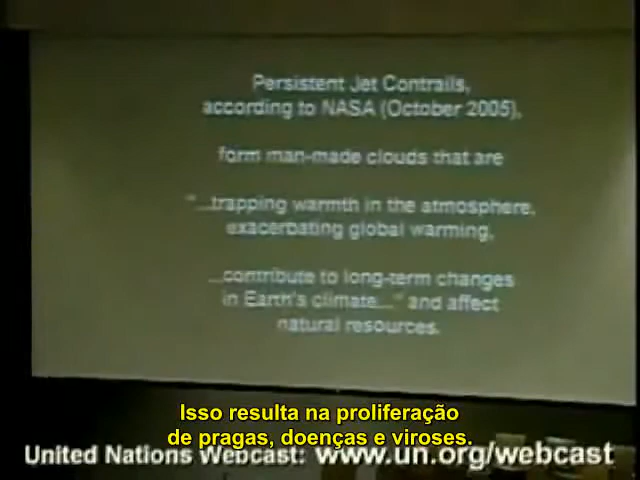 Persistent Jet Contrails,
according to NASA (October 2005),
form man-made clouds that are
"...trapping warmth in the atmosphere,
exacerbating global warming,
...contribute to long-term changes
in Earth's climate..." and affect
natural resources.
Isso resulta na proliferação
de pragas, doenças e viroses.
United Nations Webcast: www.un.org/webcast